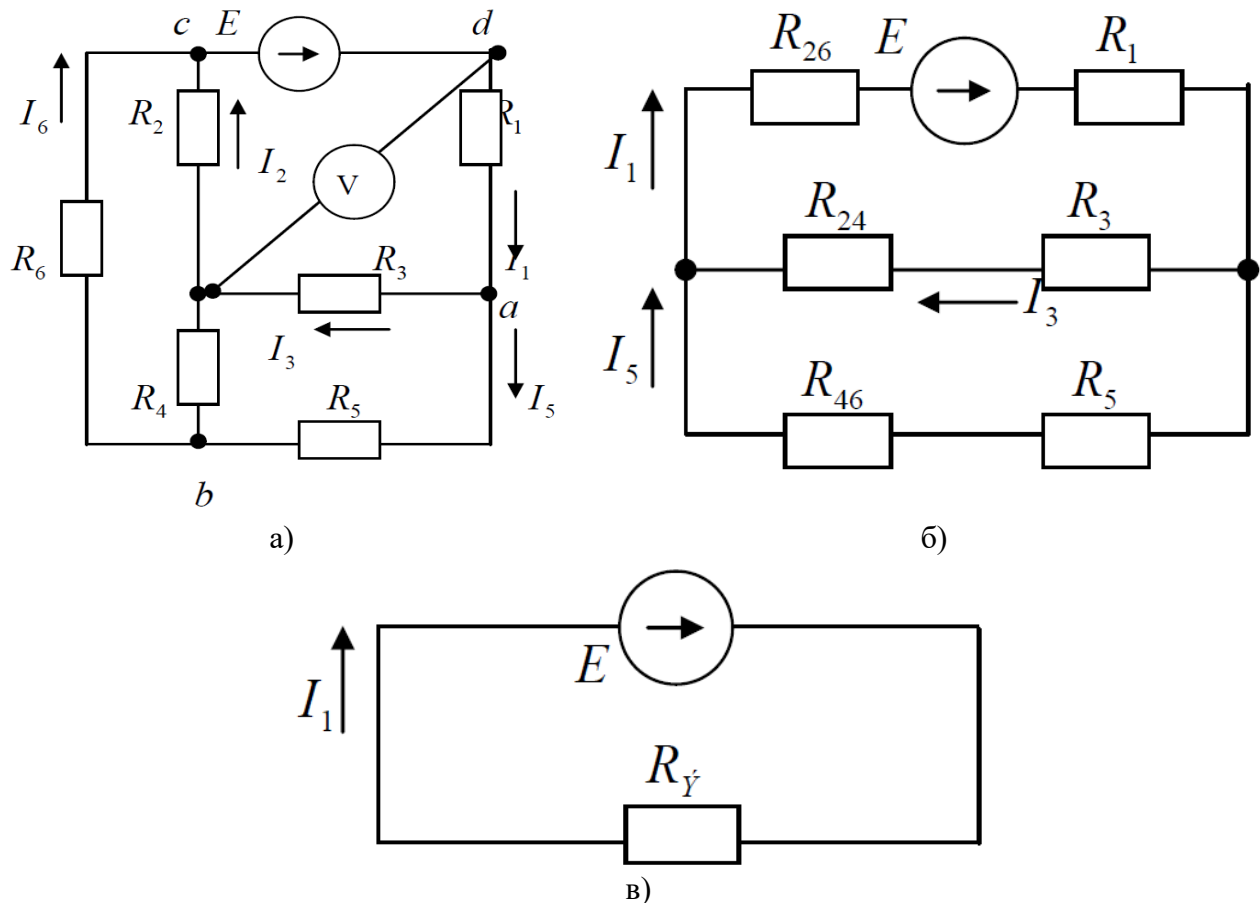 c E d
I₆ R₂ I₂ R₁
V
R₆ R₃ I₁
a
I₃
R₄ R₅ I₅
b
а)
R₂₆ E R₁
I₁
R₂₄ R₃
I₃
I₅
R₄₆ R₅
б)
I₁ E
R_Ý
в)